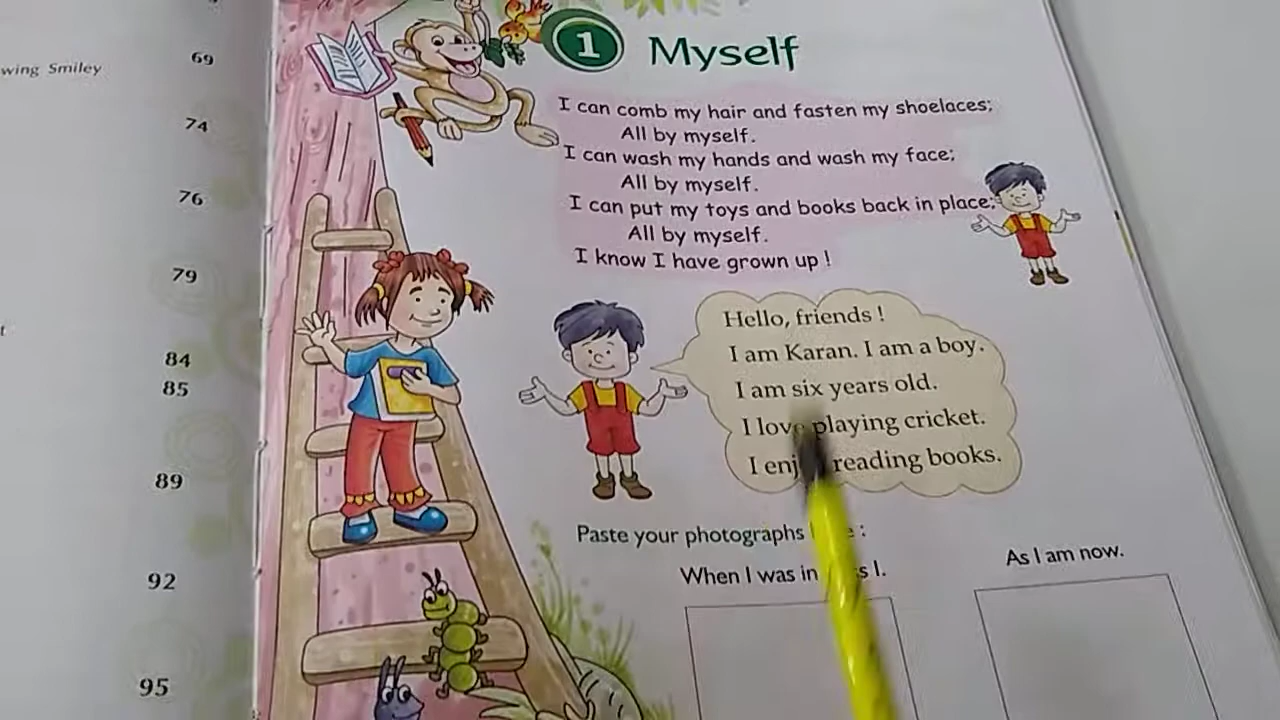 wing Smiley
69
74
76
79
84
85
89
92
95
1 Myself
I can comb my hair and fasten my shoelaces;
All by myself.
I can wash my hands and wash my face;
All by myself.
I can put my toys and books back in place;
All by myself.
I know I have grown up !
Hello, friends !
I am Karan. I am a boy.
I am six years old.
I love playing cricket.
I reading books.
Paste your photographs :
When I was in I.
As I am now.